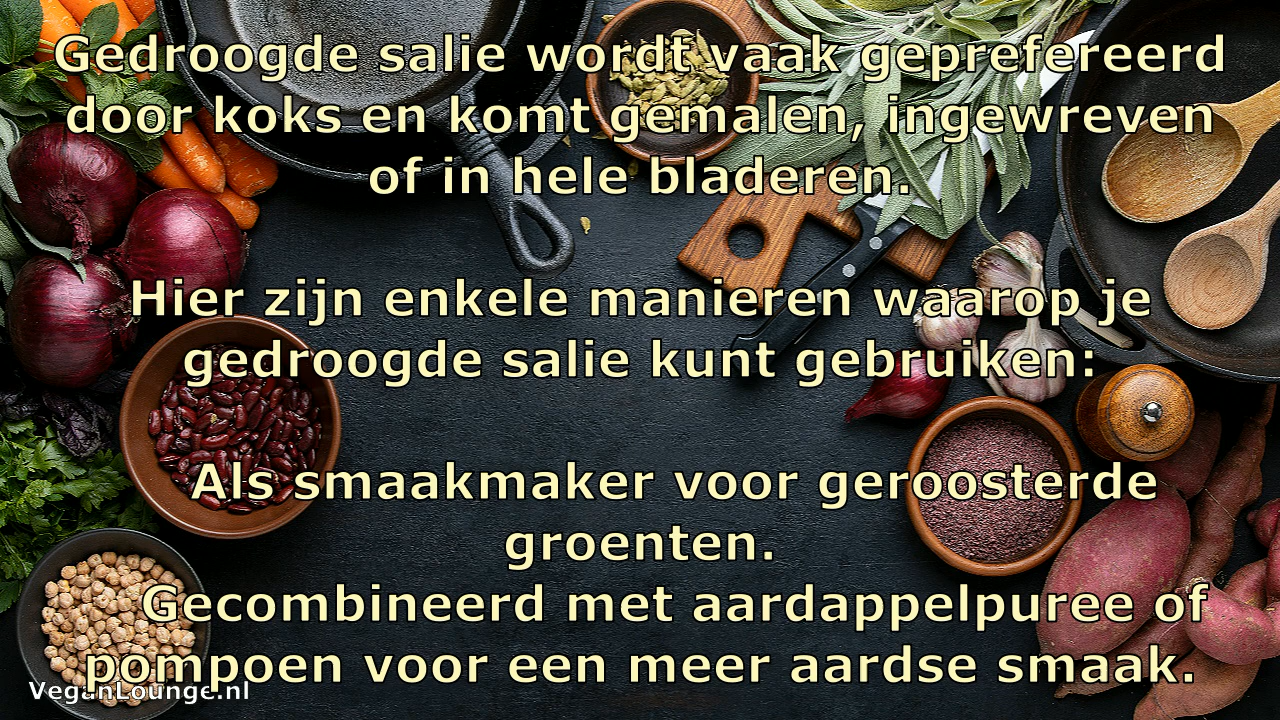 Gedroogde salie wordt vaak geprefereerd
door koks en komt gemalen, ingewreven
of in hele bladeren.
Hier zijn enkele manieren waarop je
gedroogde salie kunt gebruiken:
Als smaakmaker voor geroosterde
groenten.
Gecombineerd met aardappelpuree of
pompoen voor een meer aardse smaak.
VeganLounge.nl